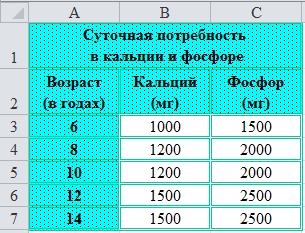 A B C
1 Суточная потребность
в кальции и фосфоре
Возраст Кальций Фосфор
2 (в годах) (мг) (мг)
3 6 1000 1500
4 8 1200 2000
5 10 1200 2000
6 12 1500 2500
7 14 1500 2500